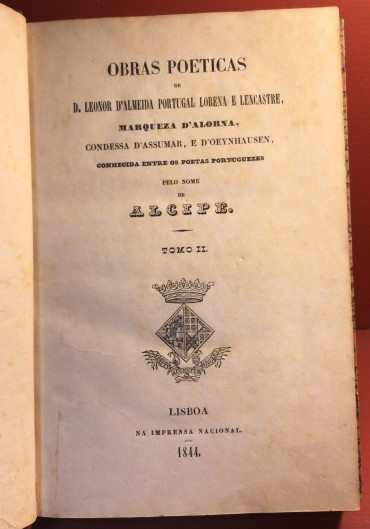 OBRAS POETICAS
DE
D. LEONOR D'ALMEIDA PORTUGAL LORENA E LENCASTRE,
MARQUEZA D'ALORNA,
CONDESSA D'ASSUMAR, E D'OEYNHAUSEN,
CONHECIDA ENTRE OS POETAS PORTUGUEZES
PELO NOME
DE
ALCIPE.
TOMO II.
LISBOA
NA IMPRENSA NACIONAL.
1844.